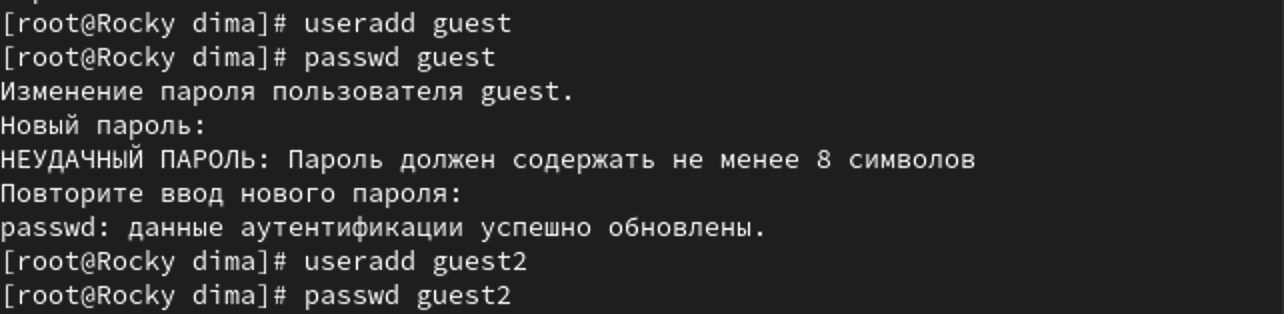 [root@Rocky dima]# useradd guest
[root@Rocky dima]# passwd guest
Изменение пароля пользователя guest.
Новый пароль:
НЕУДАЧНЫЙ ПАРОЛЬ: Пароль должен содержать не менее 8 символов
Повторите ввод нового пароля:
passwd: данные аутентификации успешно обновлены.
[root@Rocky dima]# useradd guest2
[root@Rocky dima]# passwd guest2